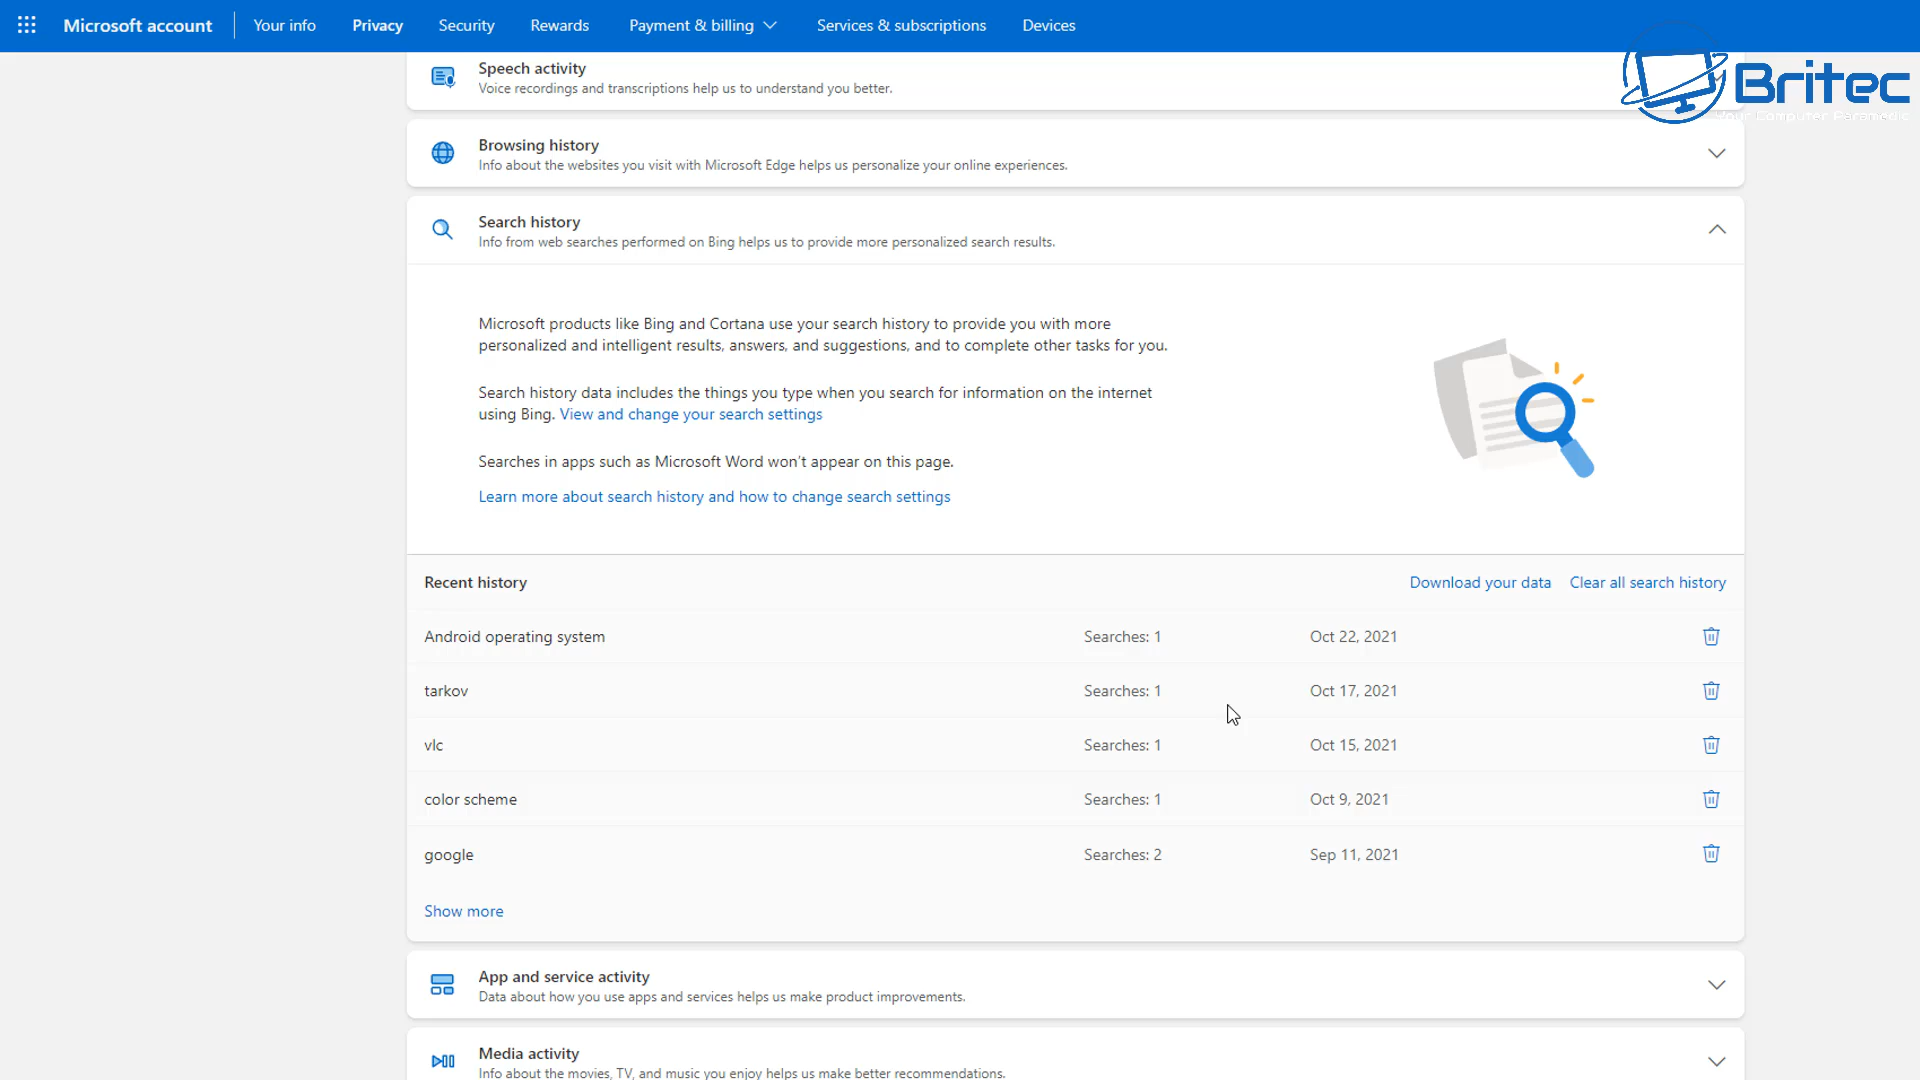 Microsoft account Your info Privacy Security Rewards Payment & billing Services & subscriptions Devices
Britec
Your Computer Paramedic
Speech activity
Voice recordings and transcriptions help us to understand you better.
Browsing history
Info about the websites you visit with Microsoft Edge helps us personalize your online experiences.
Search history
Info from web searches performed on Bing helps us to provide more personalized search results.
Microsoft products like Bing and Cortana use your search history to provide you with more
personalized and intelligent results, answers, and suggestions, and to complete other tasks for you.
Search history data includes the things you type when you search for information on the internet
using Bing. View and change your search settings
Searches in apps such as Microsoft Word won't appear on this page.
Learn more about search history and how to change search settings
Recent history Download your data Clear all search history
Android operating system Searches: 1 Oct 22, 2021
tarkov Searches: 1 Oct 17, 2021
vlc Searches: 1 Oct 15, 2021
color scheme Searches: 1 Oct 9, 2021
google Searches: 2 Sep 11, 2021
Show more
App and service activity
Data about how you use apps and services helps us make product improvements.
Media activity
Info about the movies, TV, and music you enjoy helps us make better recommendations.